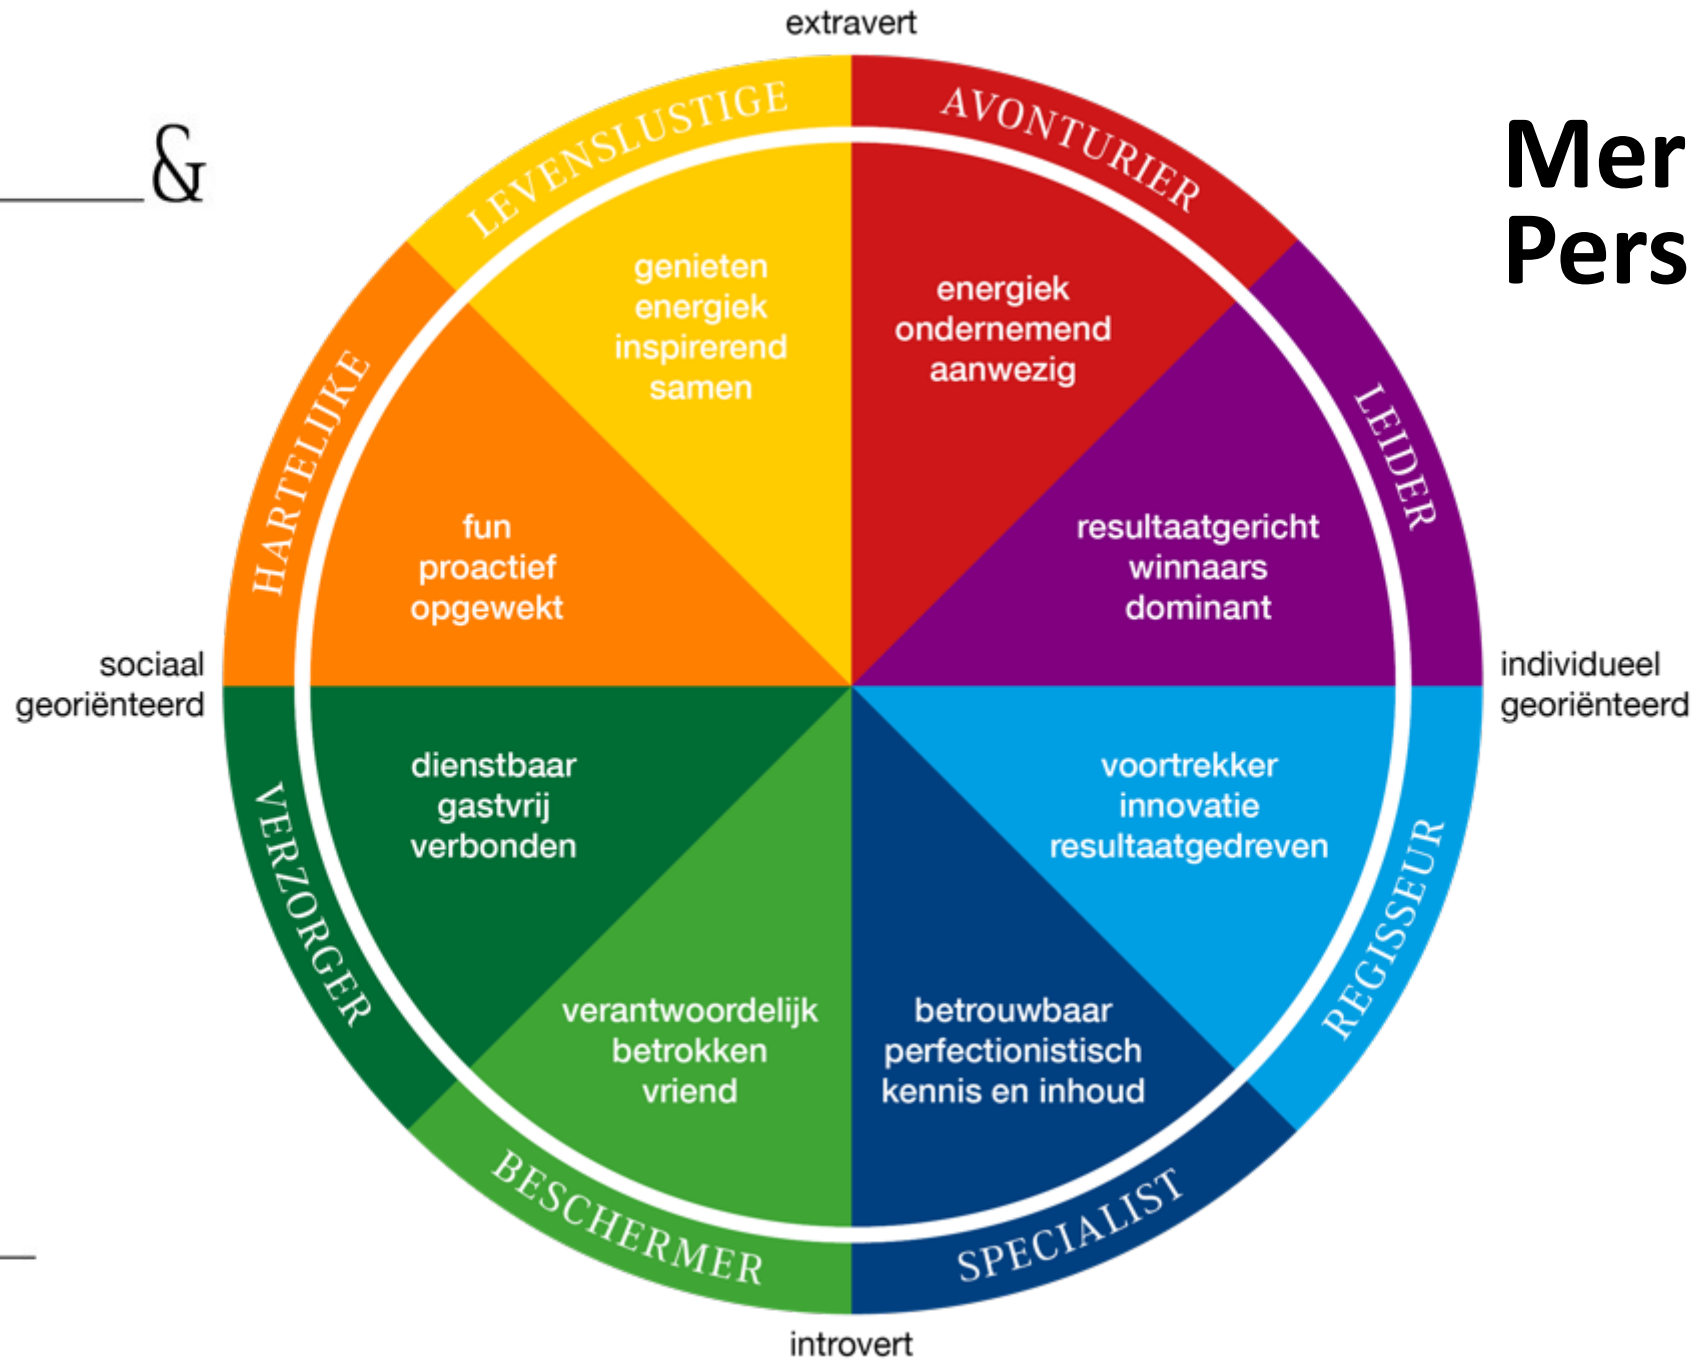 extravert
&
Mer
Pers
LEVENSLUSTIGE
AVONTURIER
genieten
energiek
inspirerend
samen
energiek
ondernemend
aanwezig
HARTELIJKE
LEIDER
fun
proactief
opgewekt
resultaatgericht
winnaars
dominant
sociaal
georiënteerd
individueel
georiënteerd
dienstbaar
gastvrij
verbonden
voortrekker
innovatie
resultaatgedreven
VERZORGER
REGISSEUR
verantwoordelijk
betrokken
vriend
betrouwbaar
perfectionistisch
kennis en inhoud
BESCHERMER
SPECIALIST
introvert